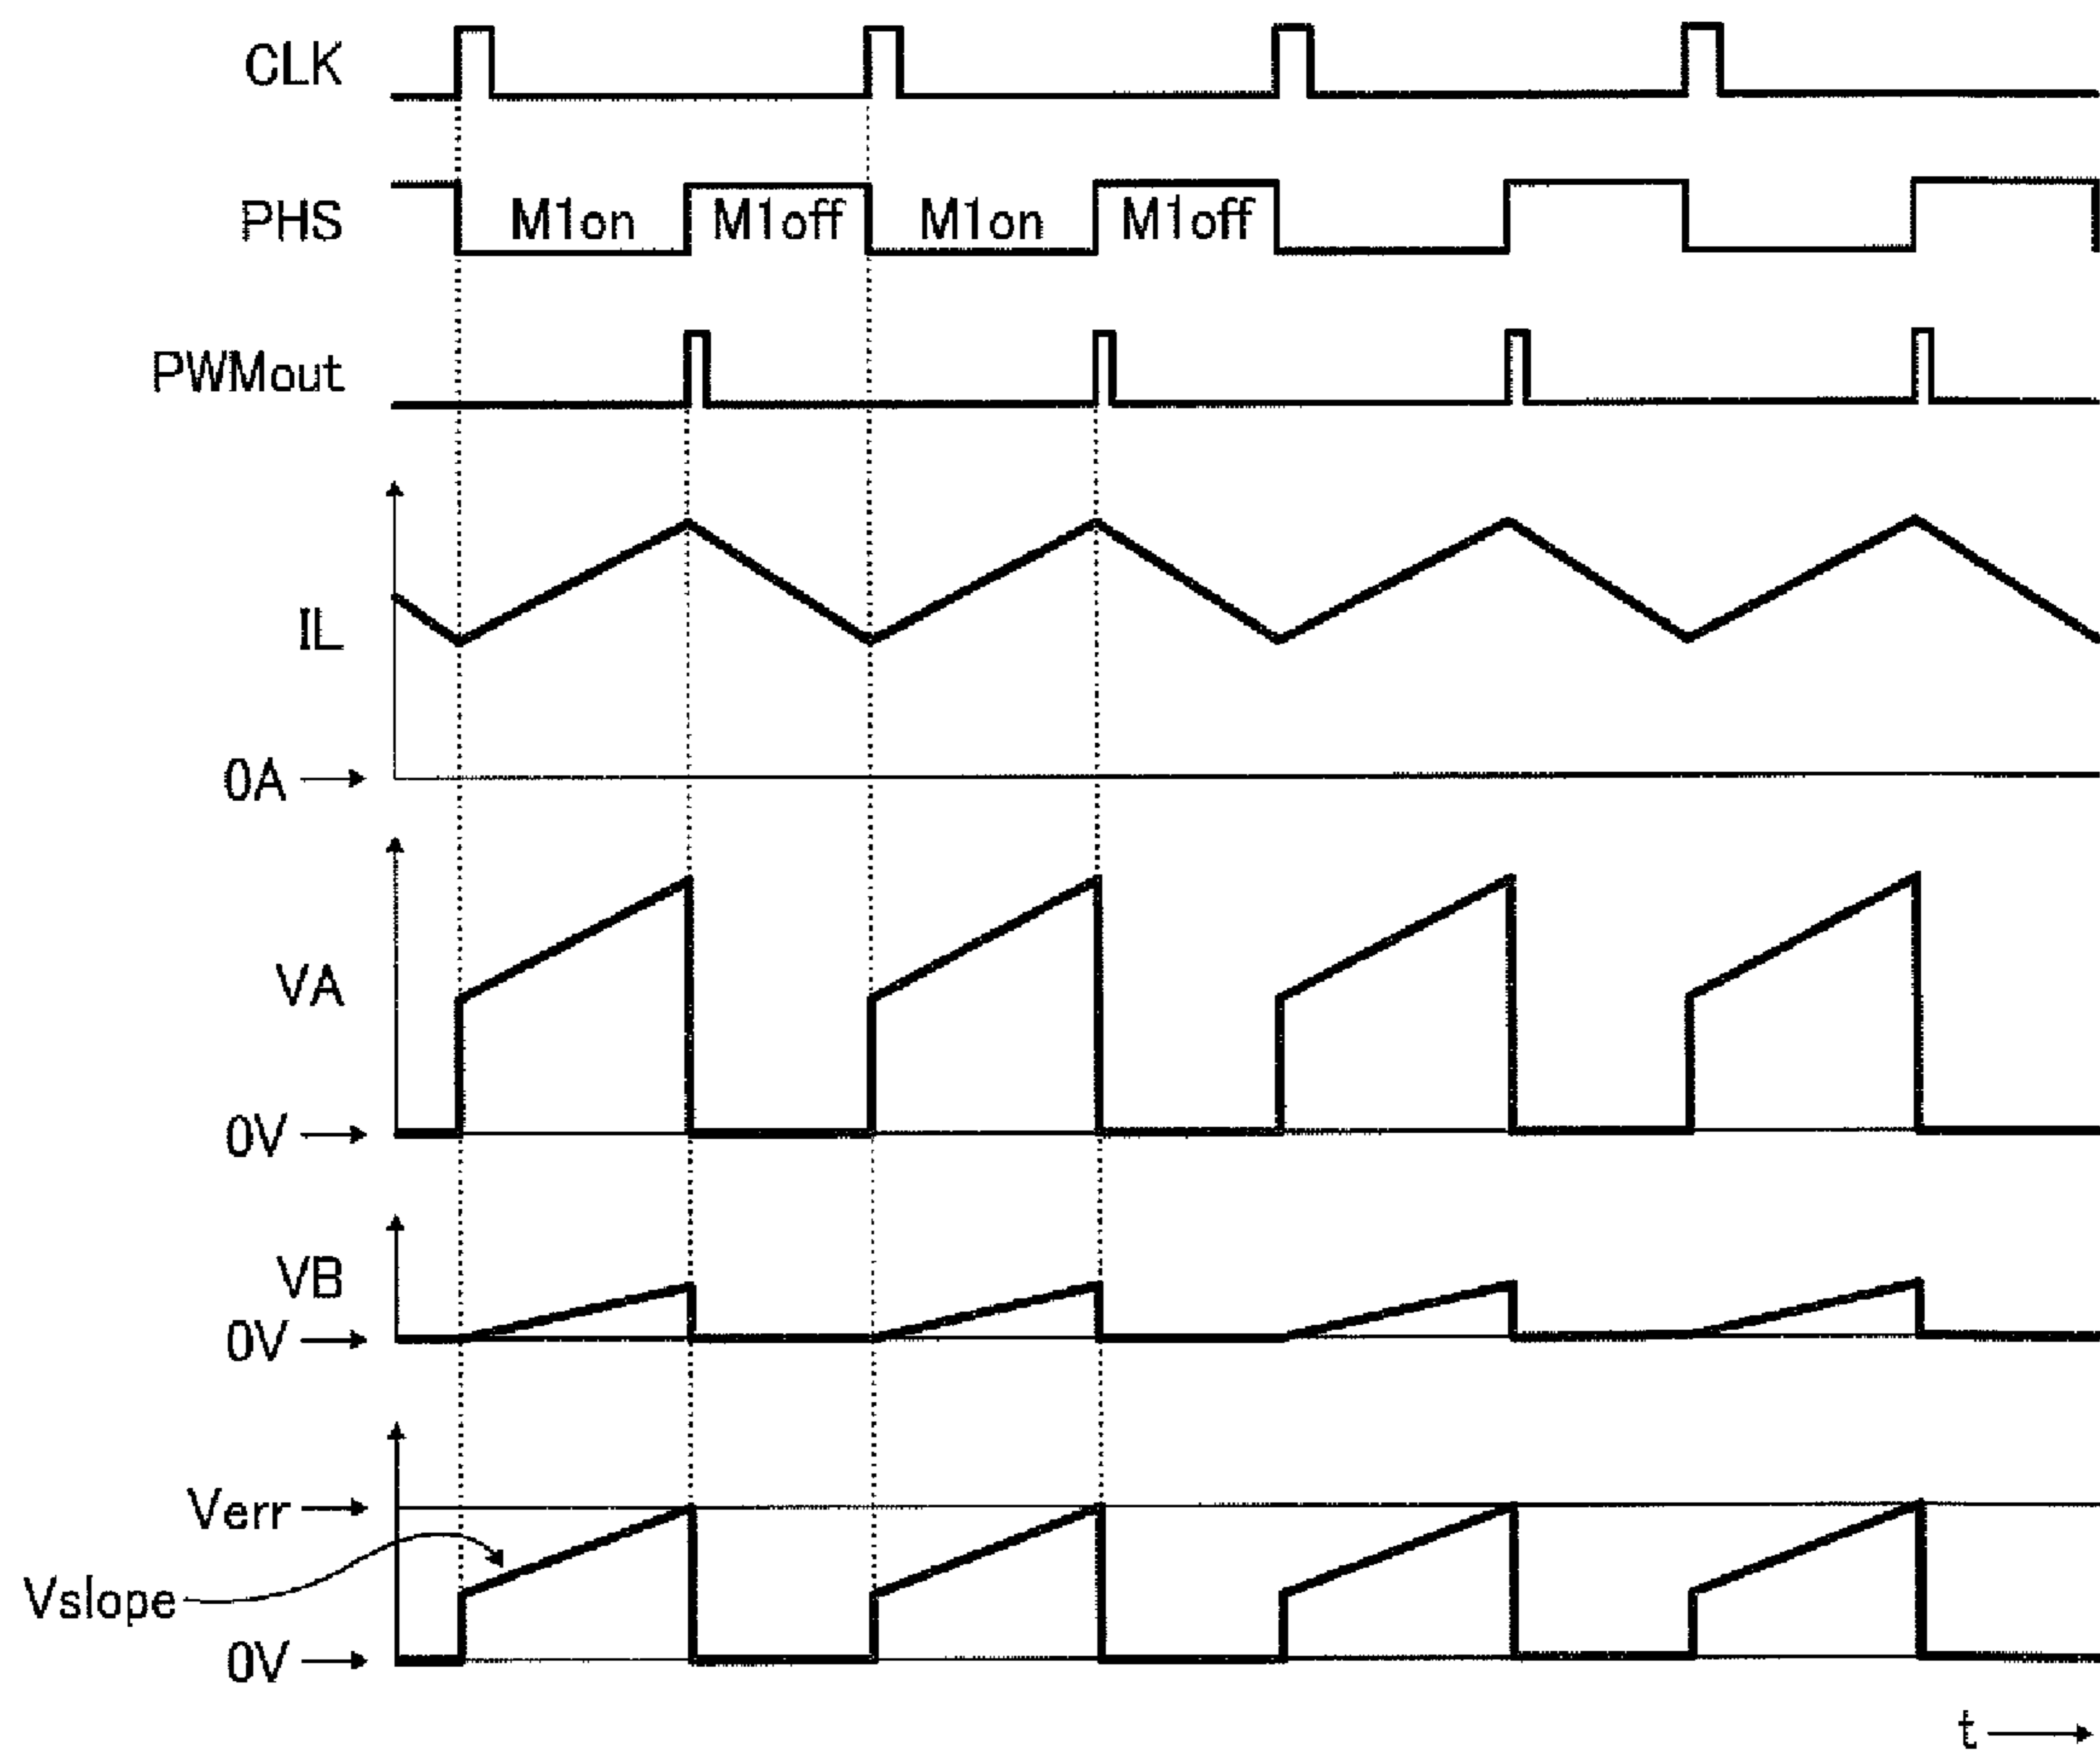 CLK
PHS
M1on M1off M1on M1off
PWMout
IL
0A
VA
0V
VB
0V
Verr
Vslope
0V
t